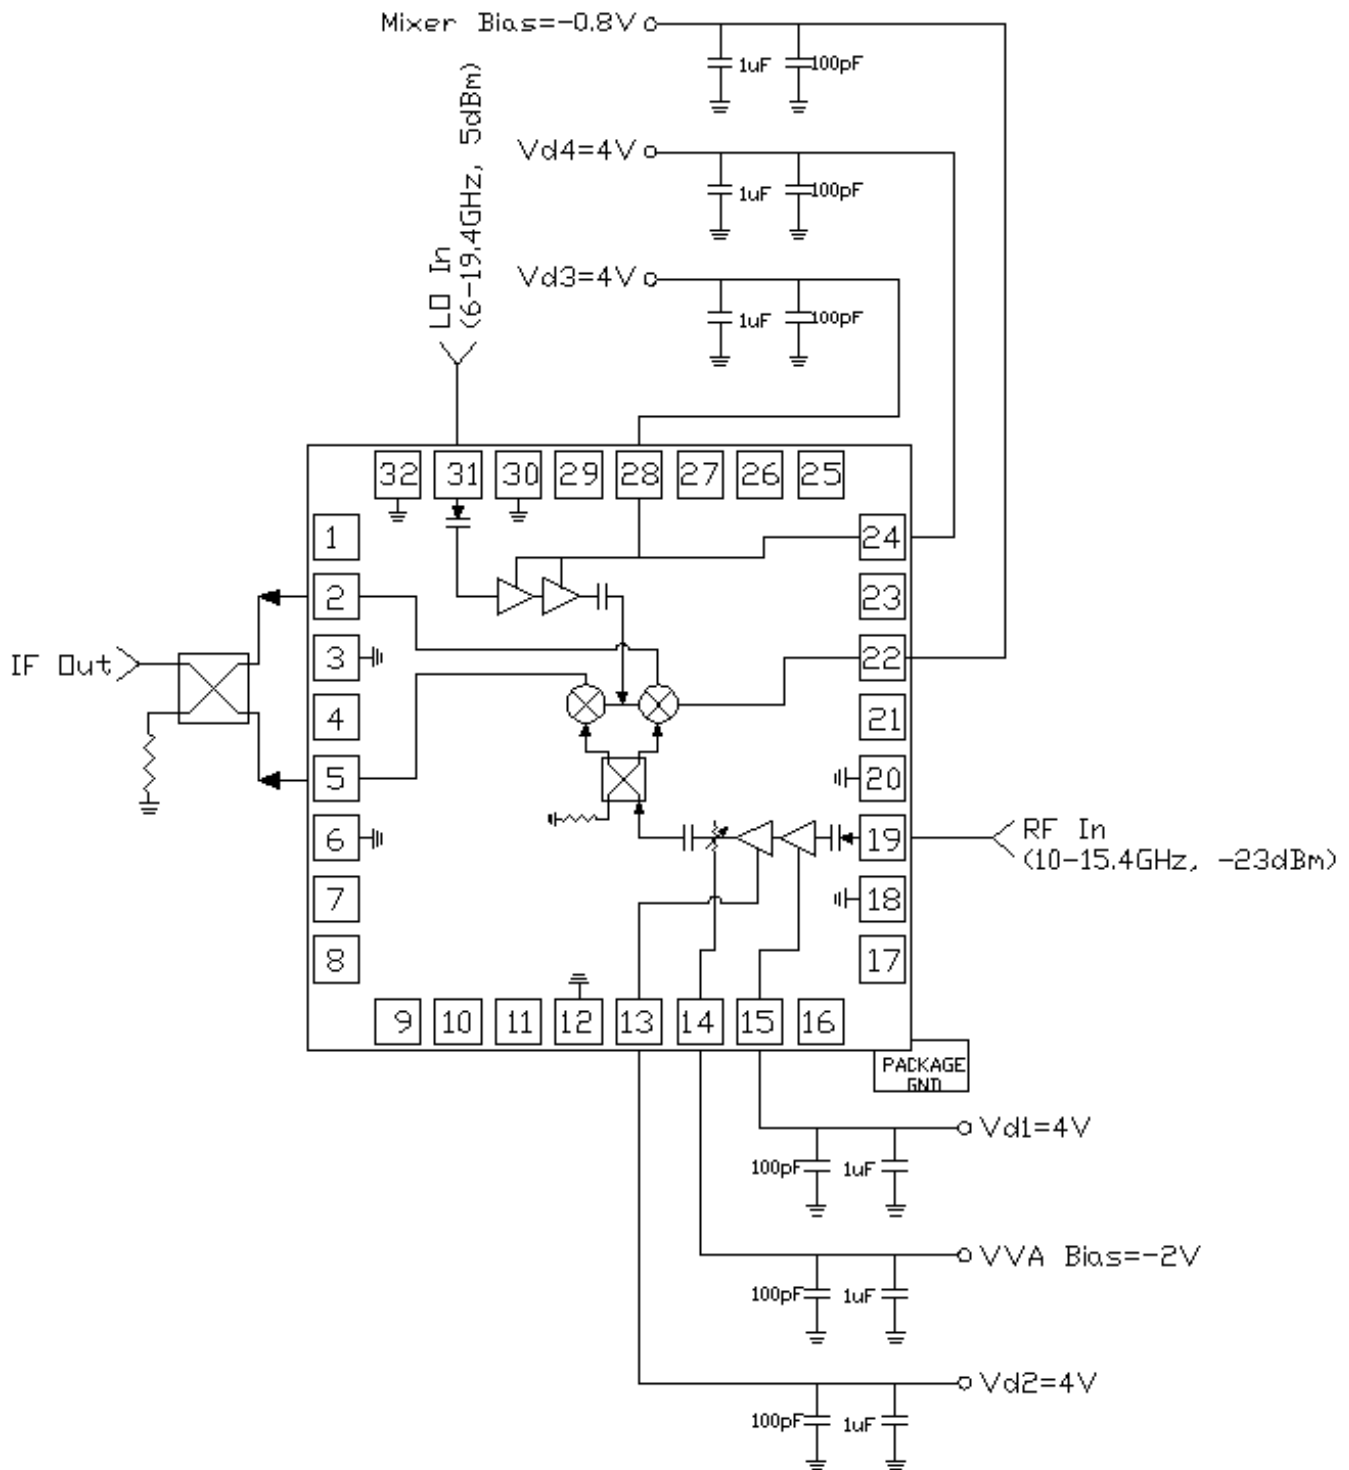 Mixer Bias=-0.8V
1uF
100pF
LO In
(6-19.4GHz, 5dBm)
Vd4=4V
1uF
100pF
Vd3=4V
1uF
100pF
32
31
30
29
28
27
26
25
1
2
3
4
5
6
7
8
24
23
22
21
20
19
18
17
IF Out
RF In
(10-15.4GHz, -23dBm)
9
10
11
12
13
14
15
16
PACKAGE
GND
Vd1=4V
100pF
1uF
VVA Bias=-2V
100pF
1uF
Vd2=4V
100pF
1uF